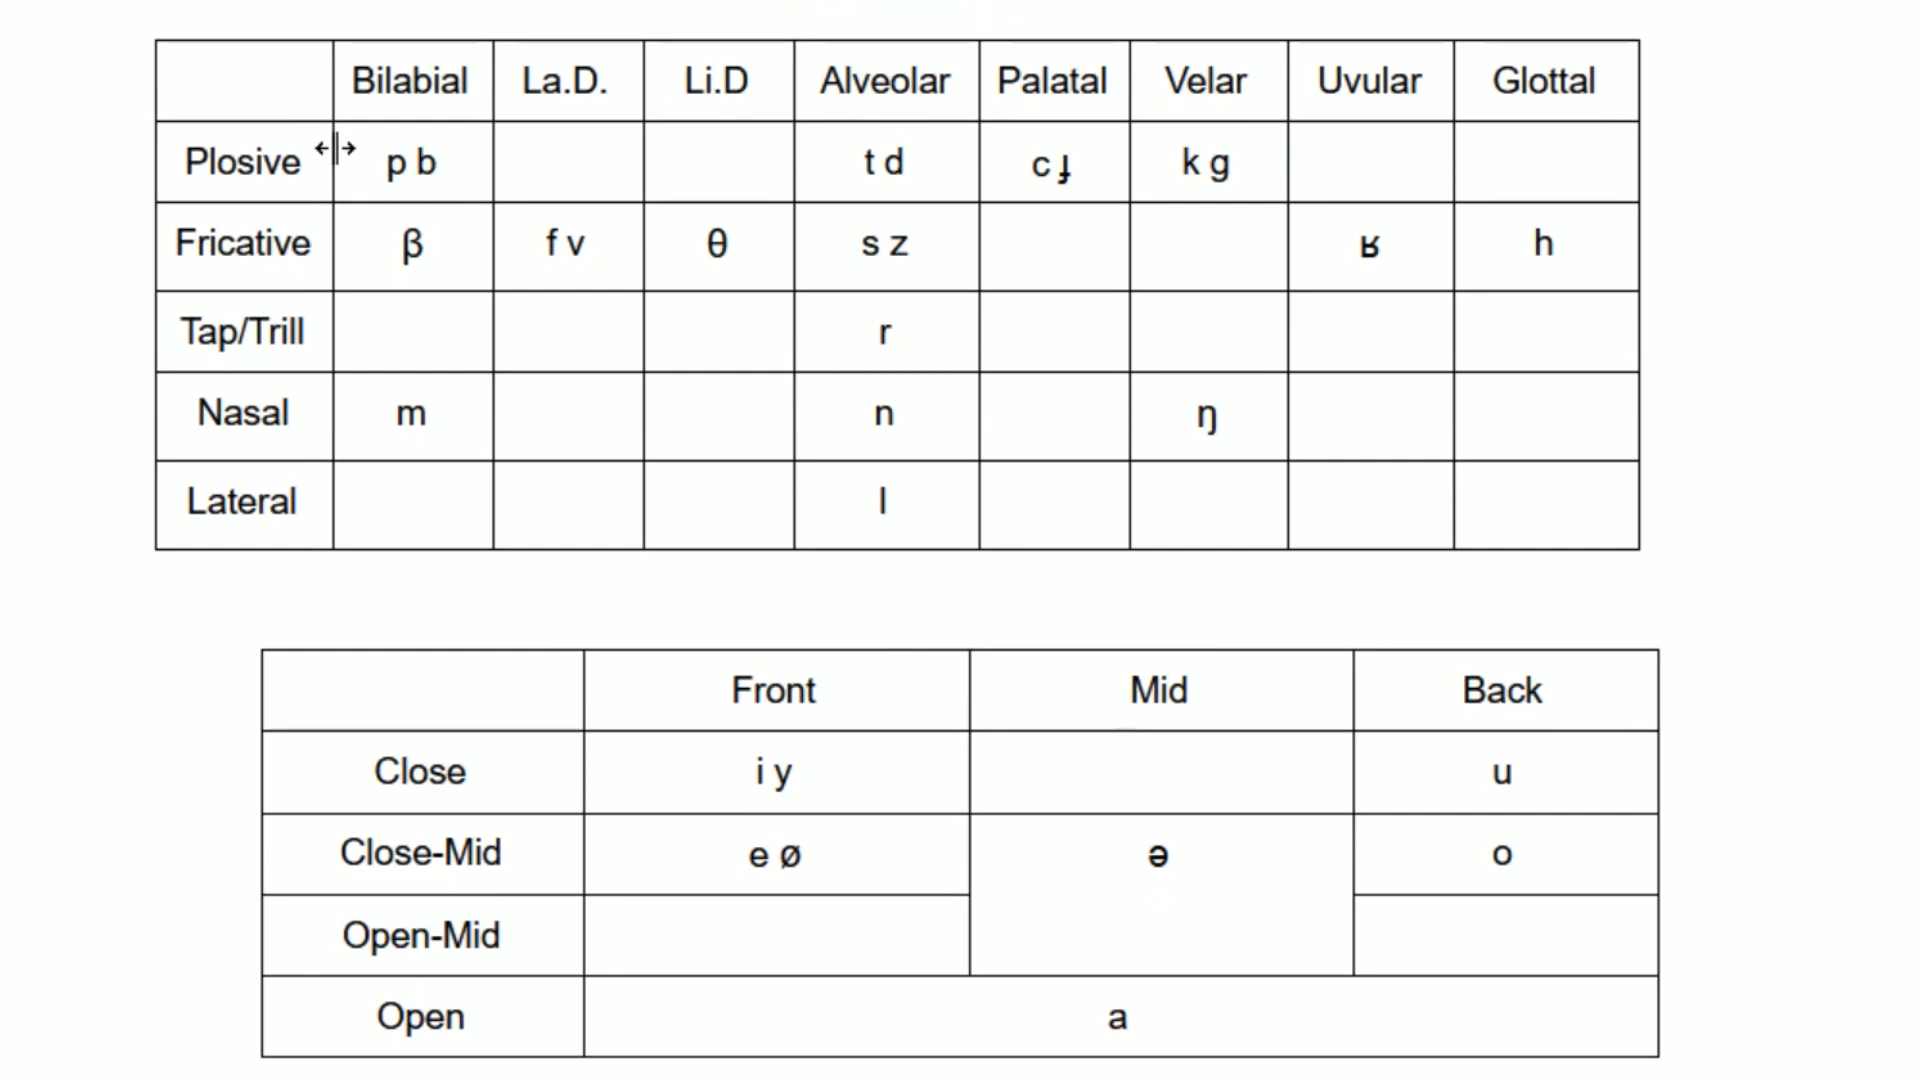 Bilabial La.D. Li.D Alveolar Palatal Velar Uvular Glottal
Plosive p b t d c ɟ k g
Fricative β f v θ s z ʁ h
Tap/Trill r
Nasal m n ŋ
Lateral l
Front Mid Back
Close i y u
Close-Mid e ø ə o
Open-Mid
Open a